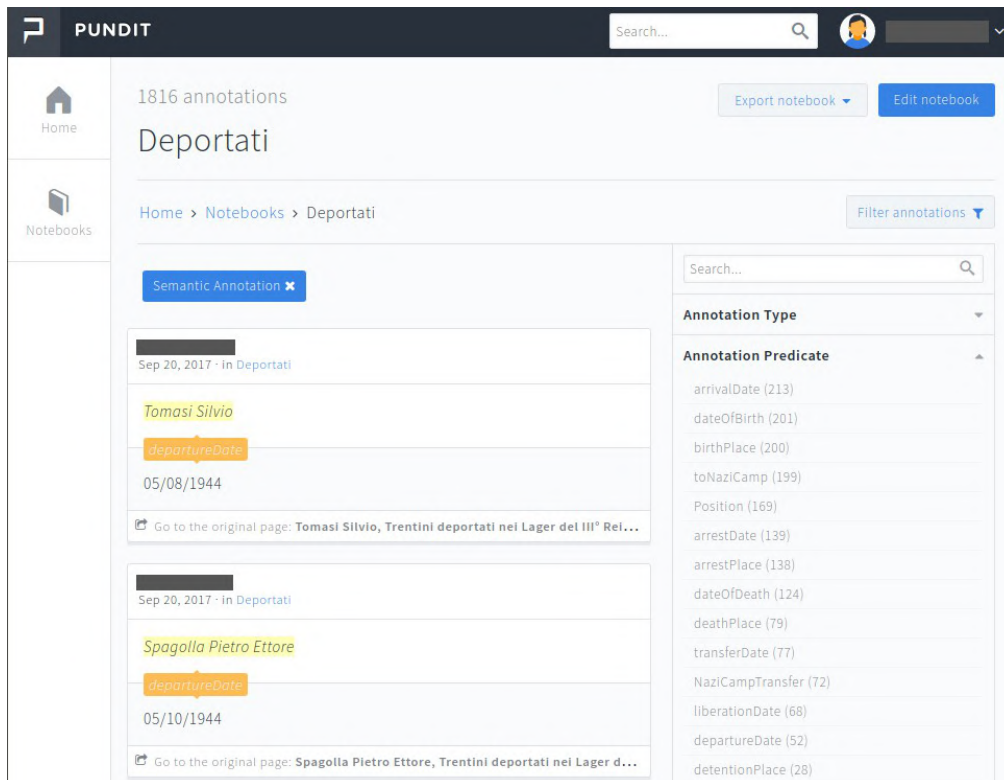 PUNDIT
Search...
Home
Notebooks
1816 annotations
Deportati
Export notebook
Edit notebook
Home > Notebooks > Deportati
Filter annotations
Semantic Annotation ✖
Sep 20, 2017 · in Deportati
Tomasi Silvio
departureDate
05/08/1944
Go to the original page: Tomasi Silvio, Trentini deportati nei Lager del III° Rei...
Sep 20, 2017 · in Deportati
Spagolla Pietro Ettore
departureDate
05/10/1944
Go to the original page: Spagolla Pietro Ettore, Trentini deportati nei Lager d...
Search...
Annotation Type
Annotation Predicate
arrivalDate (213)
dateOfBirth (201)
birthPlace (200)
toNaziCamp (199)
Position (169)
arrestDate (139)
arrestPlace (138)
dateOfDeath (124)
deathPlace (79)
transferDate (77)
NaziCampTransfer (72)
liberationDate (68)
departureDate (52)
detentionPlace (28)